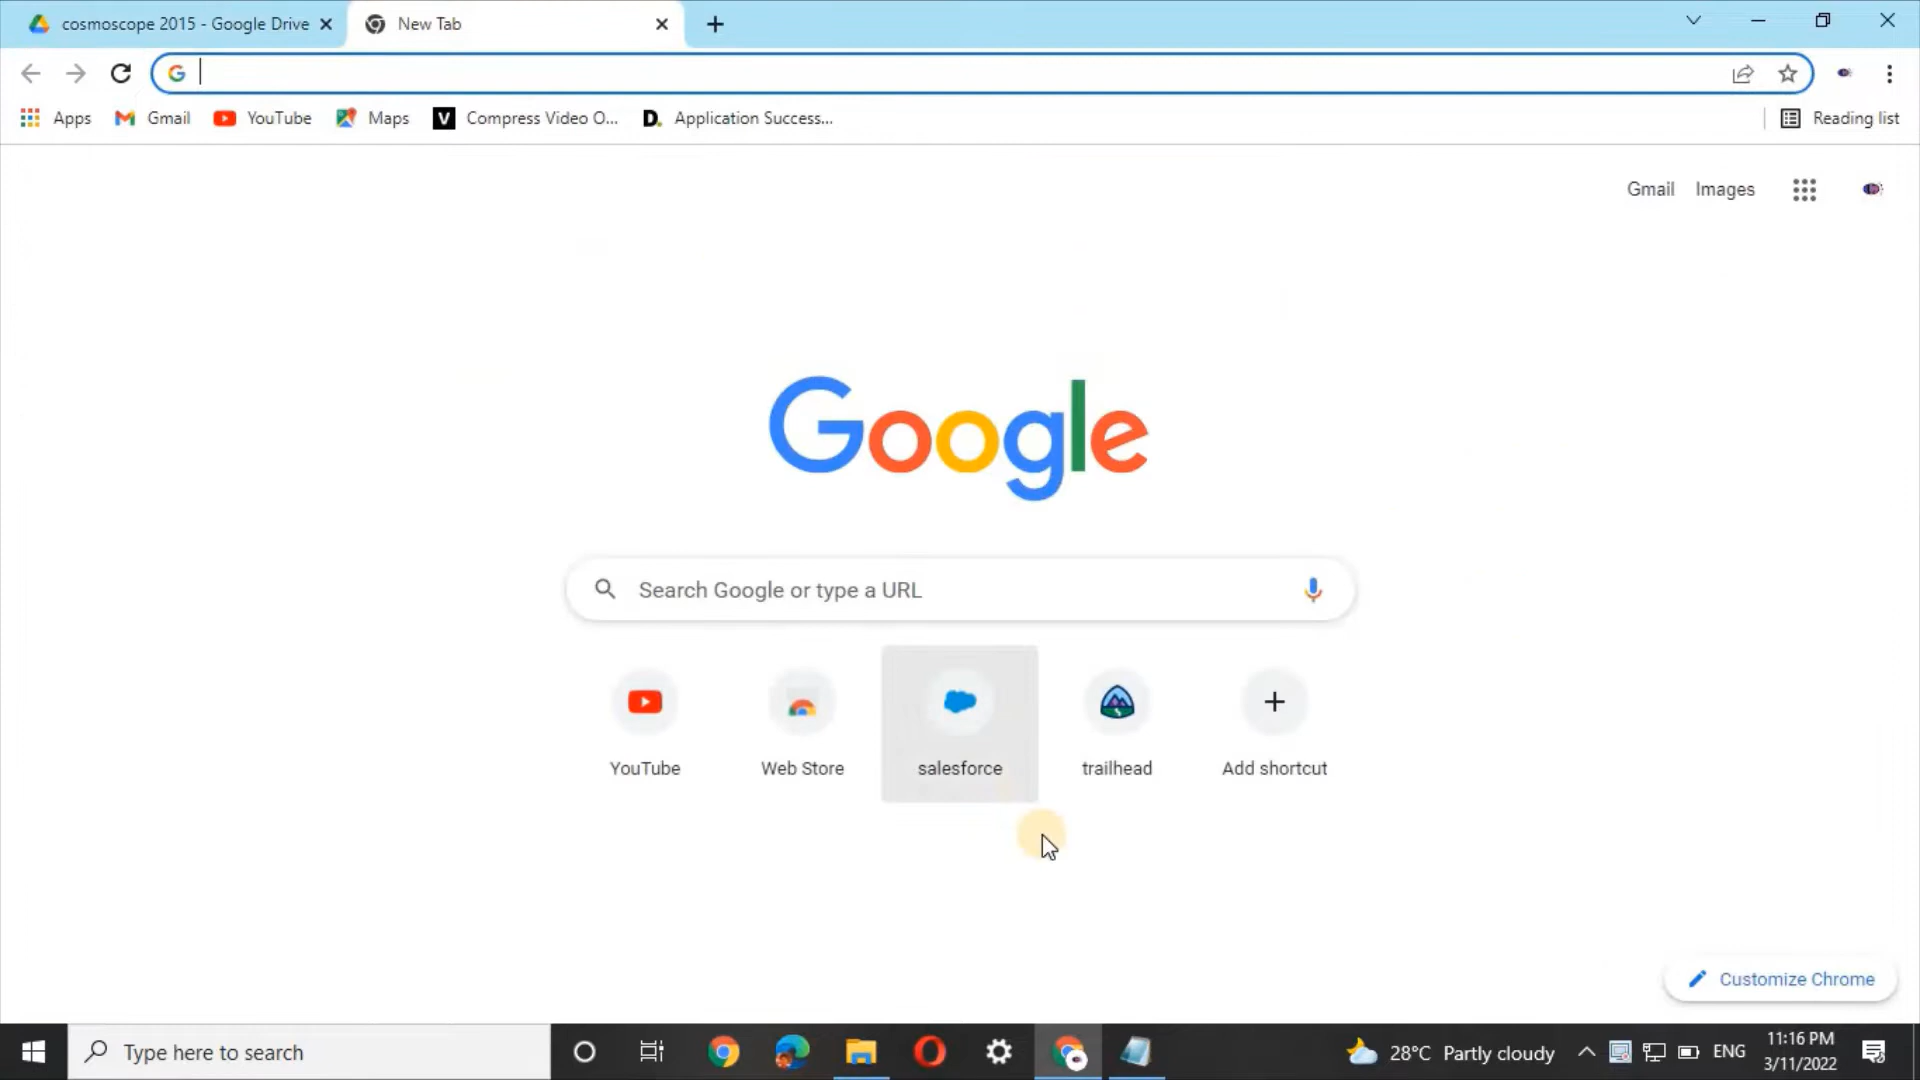 cosmoscope 2015 - Google Drive
New Tab
Apps
Gmail
YouTube
Maps
Compress Video O...
Application Success...
Reading list
Gmail
Images
Google
Search Google or type a URL
YouTube
Web Store
salesforce
trailhead
Add shortcut
Customize Chrome
Type here to search
28°C Partly cloudy
ENG
11:16 PM
3/11/2022